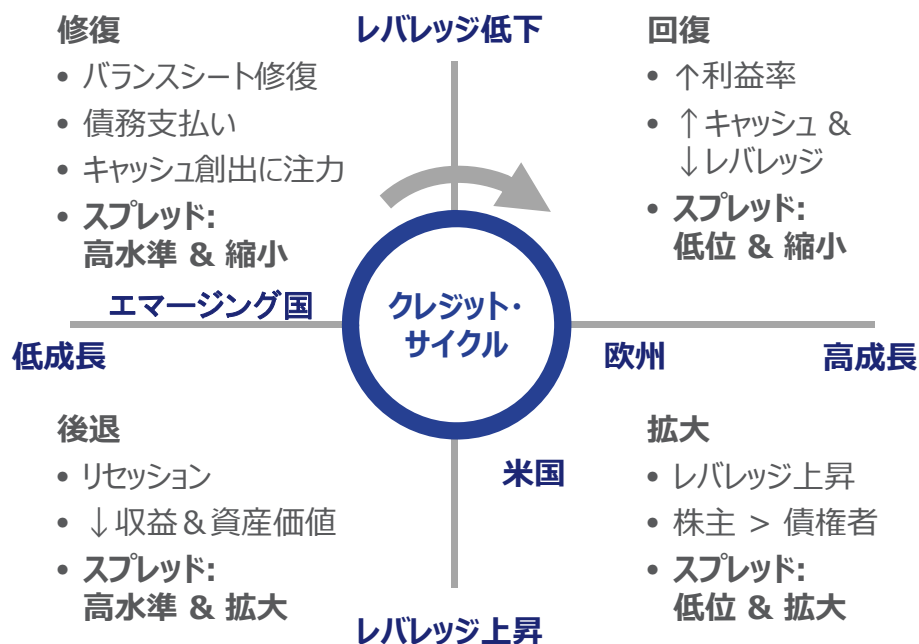 レバレッジ低下
修復
• バランスシート修復
• 債務支払い
• キャッシュ創出に注力
• スプレッド:
高水準 & 縮小
回復
• ↑利益率
• ↑キャッシュ &
↓レバレッジ
• スプレッド:
低位 & 縮小
エマージング国
低成長
クレジット・
サイクル
欧州
高成長
後退
• リセッション
• ↓収益&資産価値
• スプレッド:
高水準 & 拡大
米国
拡大
• レバレッジ上昇
• 株主 > 債権者
• スプレッド:
低位 & 拡大
レバレッジ上昇